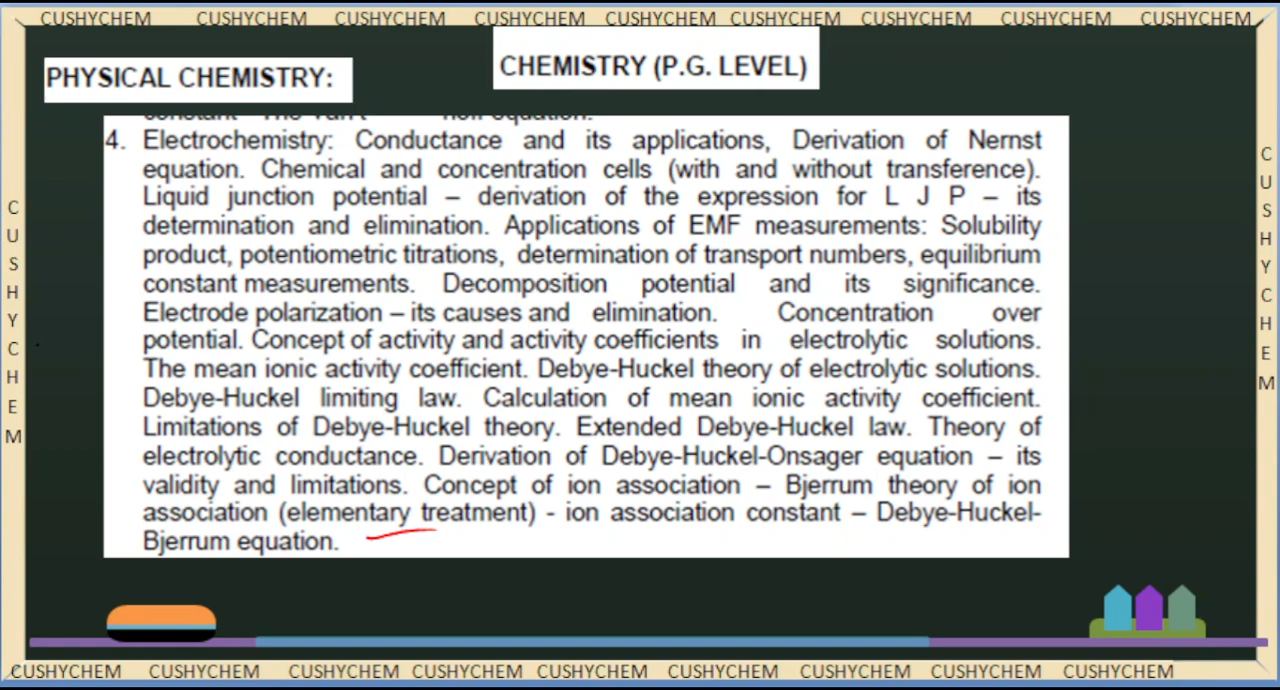 CUSHYCHEM CUSHYCHEM CUSHYCHEM CUSHYCHEM CUSHYCHEM CUSHYCHEM CUSHYCHEM CUSHYCHEM CUSHYCHEM
CHEMISTRY (P.G. LEVEL)
PHYSICAL CHEMISTRY:
constant The Van't hoff equation.
4. Electrochemistry: Conductance and its applications, Derivation of Nernst
equation. Chemical and concentration cells (with and without transference).
Liquid junction potential – derivation of the expression for L J P – its
determination and elimination. Applications of EMF measurements: Solubility
product, potentiometric titrations, determination of transport numbers, equilibrium
constant measurements. Decomposition potential and its significance.
Electrode polarization – its causes and elimination. Concentration over
potential. Concept of activity and activity coefficients in electrolytic solutions.
The mean ionic activity coefficient. Debye-Huckel theory of electrolytic solutions.
Debye-Huckel limiting law. Calculation of mean ionic activity coefficient.
Limitations of Debye-Huckel theory. Extended Debye-Huckel law. Theory of
electrolytic conductance. Derivation of Debye-Huckel-Onsager equation – its
validity and limitations. Concept of ion association – Bjerrum theory of ion
association (elementary treatment) - ion association constant – Debye-Huckel-
Bjerrum equation.
CUSHYCHEM
CUSHYCHEM
CUSHYCHEM CUSHYCHEM CUSHYCHEM CUSHYCHEM CUSHYCHEM CUSHYCHEM CUSHYCHEM CUSHYCHEM CUSHYCHEM